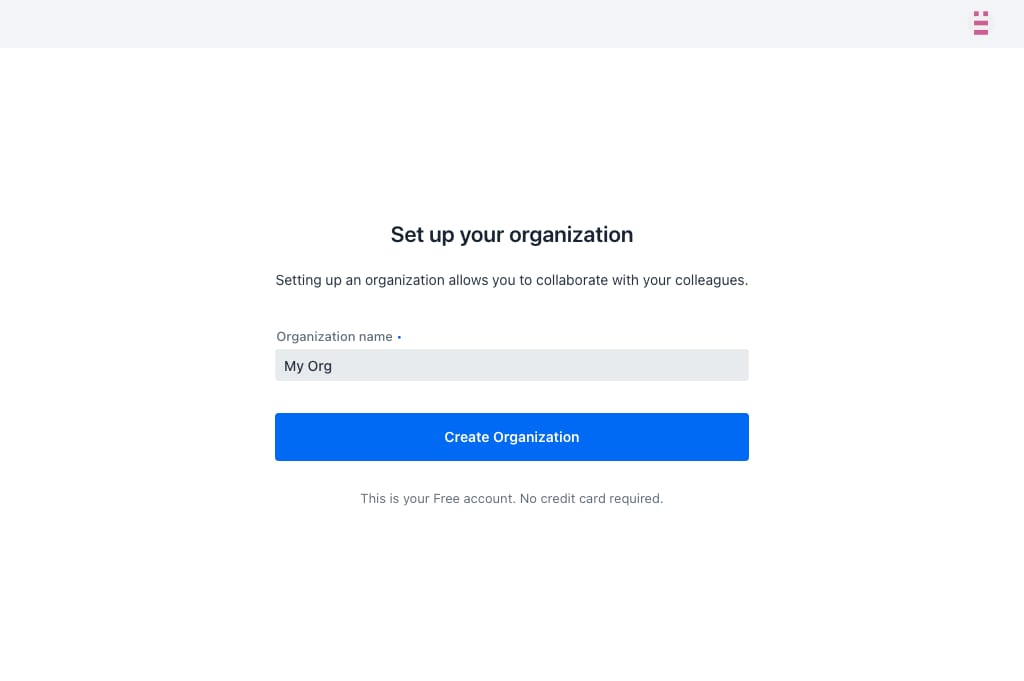 Set up your organization
Setting up an organization allows you to collaborate with your colleagues.
Organization name •
My Org
Create Organization
This is your Free account. No credit card required.